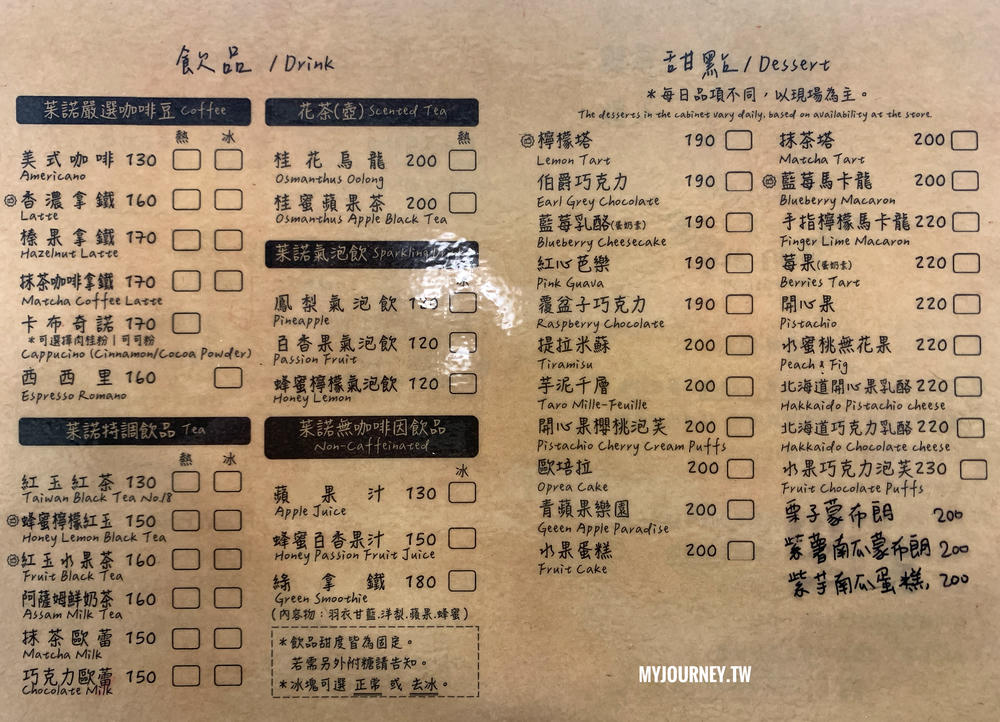 飲品 / Drink
茱諾嚴選咖啡豆 Coffee
熱 冰
美式咖啡 130
Americano
香濃拿鐵 160
Latte
榛果拿鐵 170
Hazelnut Latte
抹茶咖啡拿鐵 170
Matcha Coffee Latte
卡布奇諾 170
*可選擇肉桂粉|可可粉
Cappucino (Cinnamon/Cocoa Powder)
西西里 160
Espresso Romano
茱諾特調飲品 Tea
熱 冰
紅玉紅茶 130
Taiwan Black Tea No.18
蜂蜜檸檬紅玉 150
Honey Lemon Black Tea
紅玉水果茶 160
Fruit Black Tea
阿薩姆鮮奶茶 160
Assam Milk Tea
抹茶歐蕾 150
Matcha Milk
巧克力歐蕾 150
Chocolate Milk
花茶(壺) Scented Tea
熱
桂花烏龍 200
Osmanthus Oolong
桂蜜蘋果茶 200
Osmanthus Apple Black Tea
茱諾氣泡飲 Sparkling
冰
鳳梨氣泡飲
Pineapple
百香果氣泡飲 120
Passion Fruit
蜂蜜檸檬氣泡飲 120
Honey Lemon
茱諾無咖啡因飲品
Non-Caffeinated
冰
蘋果汁 130
Apple Juice
蜂蜜百香果汁 150
Honey Passion Fruit Juice
綠拿鐵 180
Green Smoothie
(內容物:羽衣甘藍.洋梨.蘋果.蜂蜜)
*飲品甜度皆為固定。
若需另外附糖請告知。
*冰塊可選 正常 或 去冰。
甜點 / Dessert
*每日品項不同,以現場為主。
The desserts in the cabinet vary daily, based on availability at the store.
檸檬塔 190
Lemon Tart
伯爵巧克力 190
Earl Grey Chocolate
藍莓乳酪(蛋奶素) 190
Blueberry Cheesecake
紅心芭樂 190
Pink Guava
覆盆子巧克力 190
Raspberry Chocolate
提拉米蘇 200
Tiramisu
芋泥千層 200
Taro Mille-Feuille
開心果櫻桃泡芙 200
Pistachio Cherry Cream Puffs
歐培拉 200
Oprea Cake
青蘋果樂園 200
Geeen Apple Paradise
水果蛋糕 200
Fruit Cake
抹茶塔 200
Matcha Tart
藍莓馬卡龍 200
Blueberry Macaron
手指檸檬馬卡龍 220
Finger Lime Macaron
莓果(蛋奶素) 220
Berries Tart
開心果 220
Pistachio
水蜜桃無花果 220
Peach & Fig
北海道開心果乳酪 220
Hakkaido Pistachio cheese
北海道巧克力乳酪 220
Hakkaido Chocolate cheese
水果巧克力泡芙 230
Fruit Chocolate Puffs
栗子蒙布朗 200
紫薯南瓜蒙布朗 200
紫芋南瓜蛋糕. 200
MYJOURNEY.TW